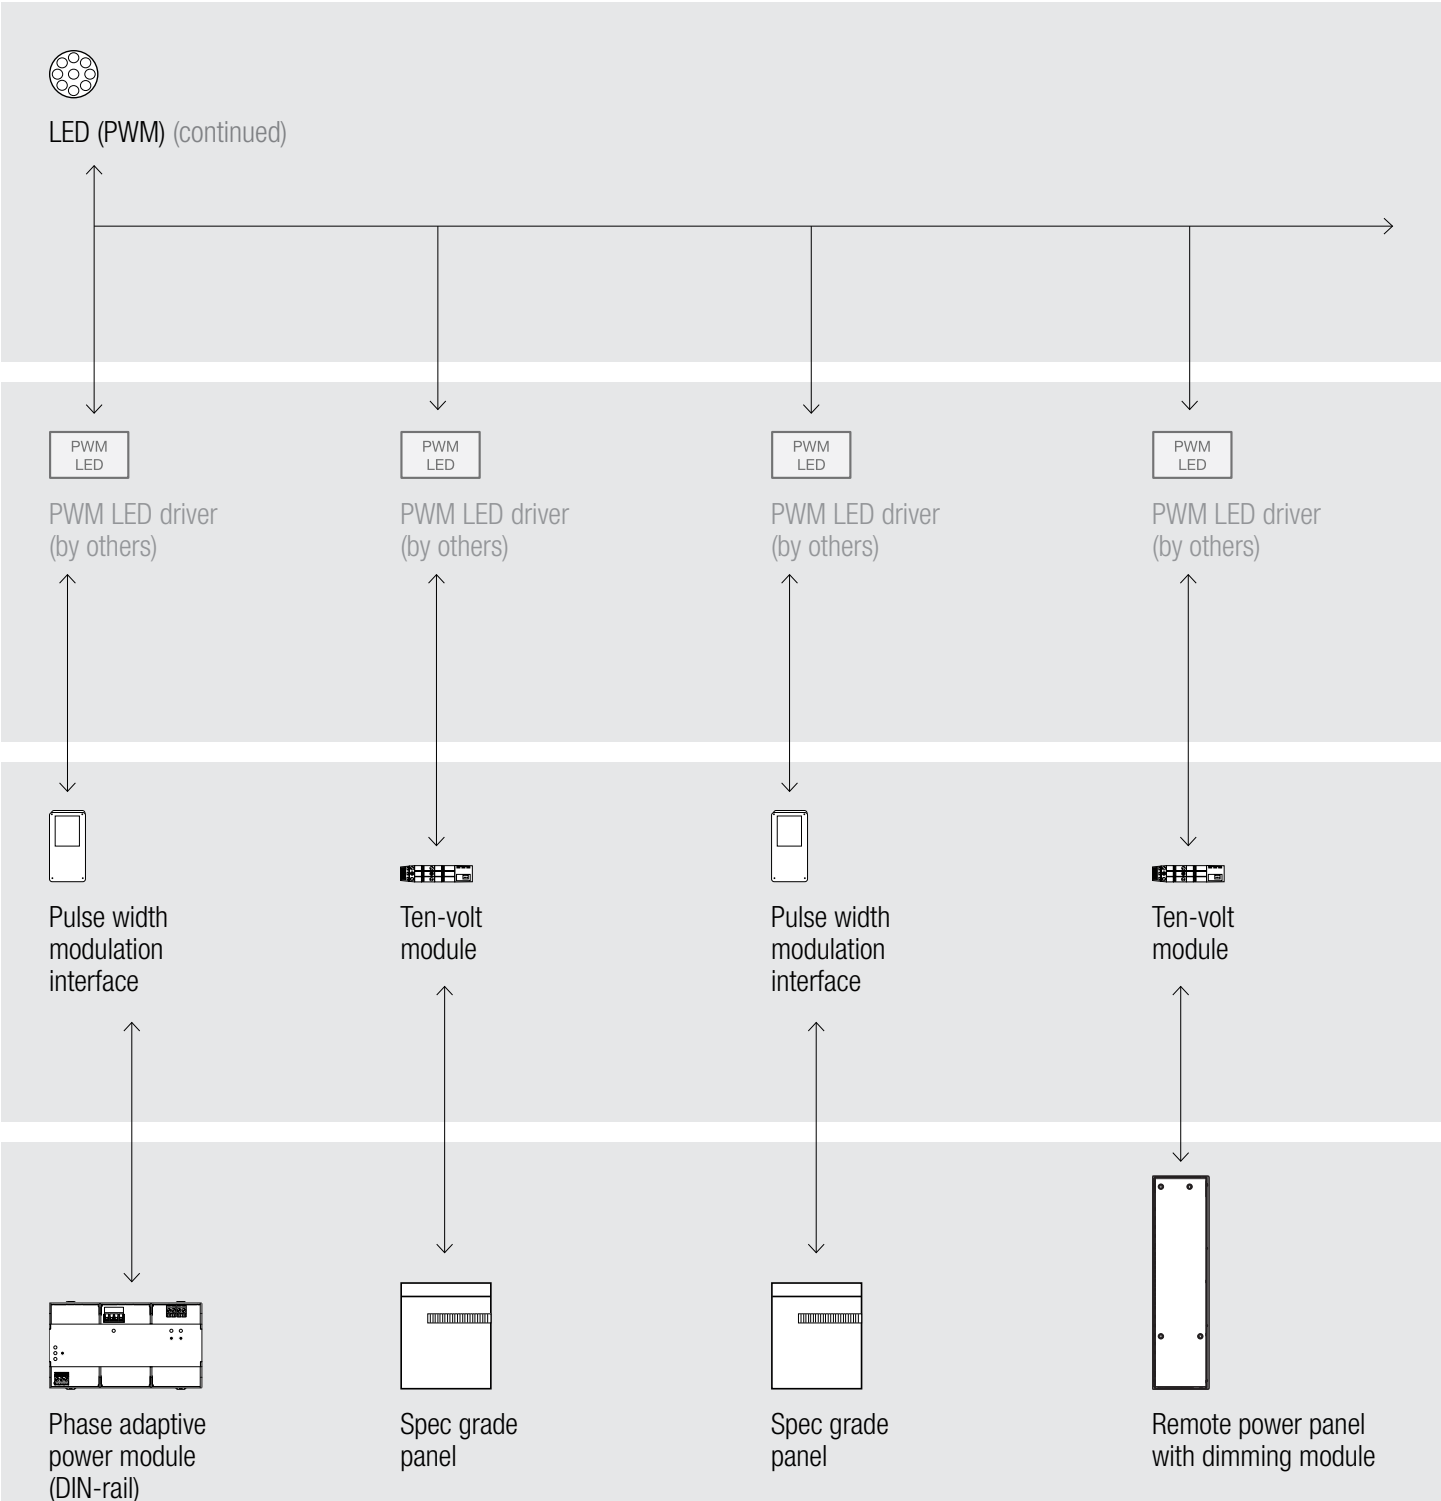 LED (PWM) (continued)
PWM
LED
PWM
LED
PWM
LED
PWM
LED
PWM LED driver
(by others)
PWM LED driver
(by others)
PWM LED driver
(by others)
PWM LED driver
(by others)
Pulse width
modulation
interface
Ten-volt
module
Pulse width
modulation
interface
Ten-volt
module
Phase adaptive
power module
(DIN-rail)
Spec grade
panel
Spec grade
panel
Remote power panel
with dimming module